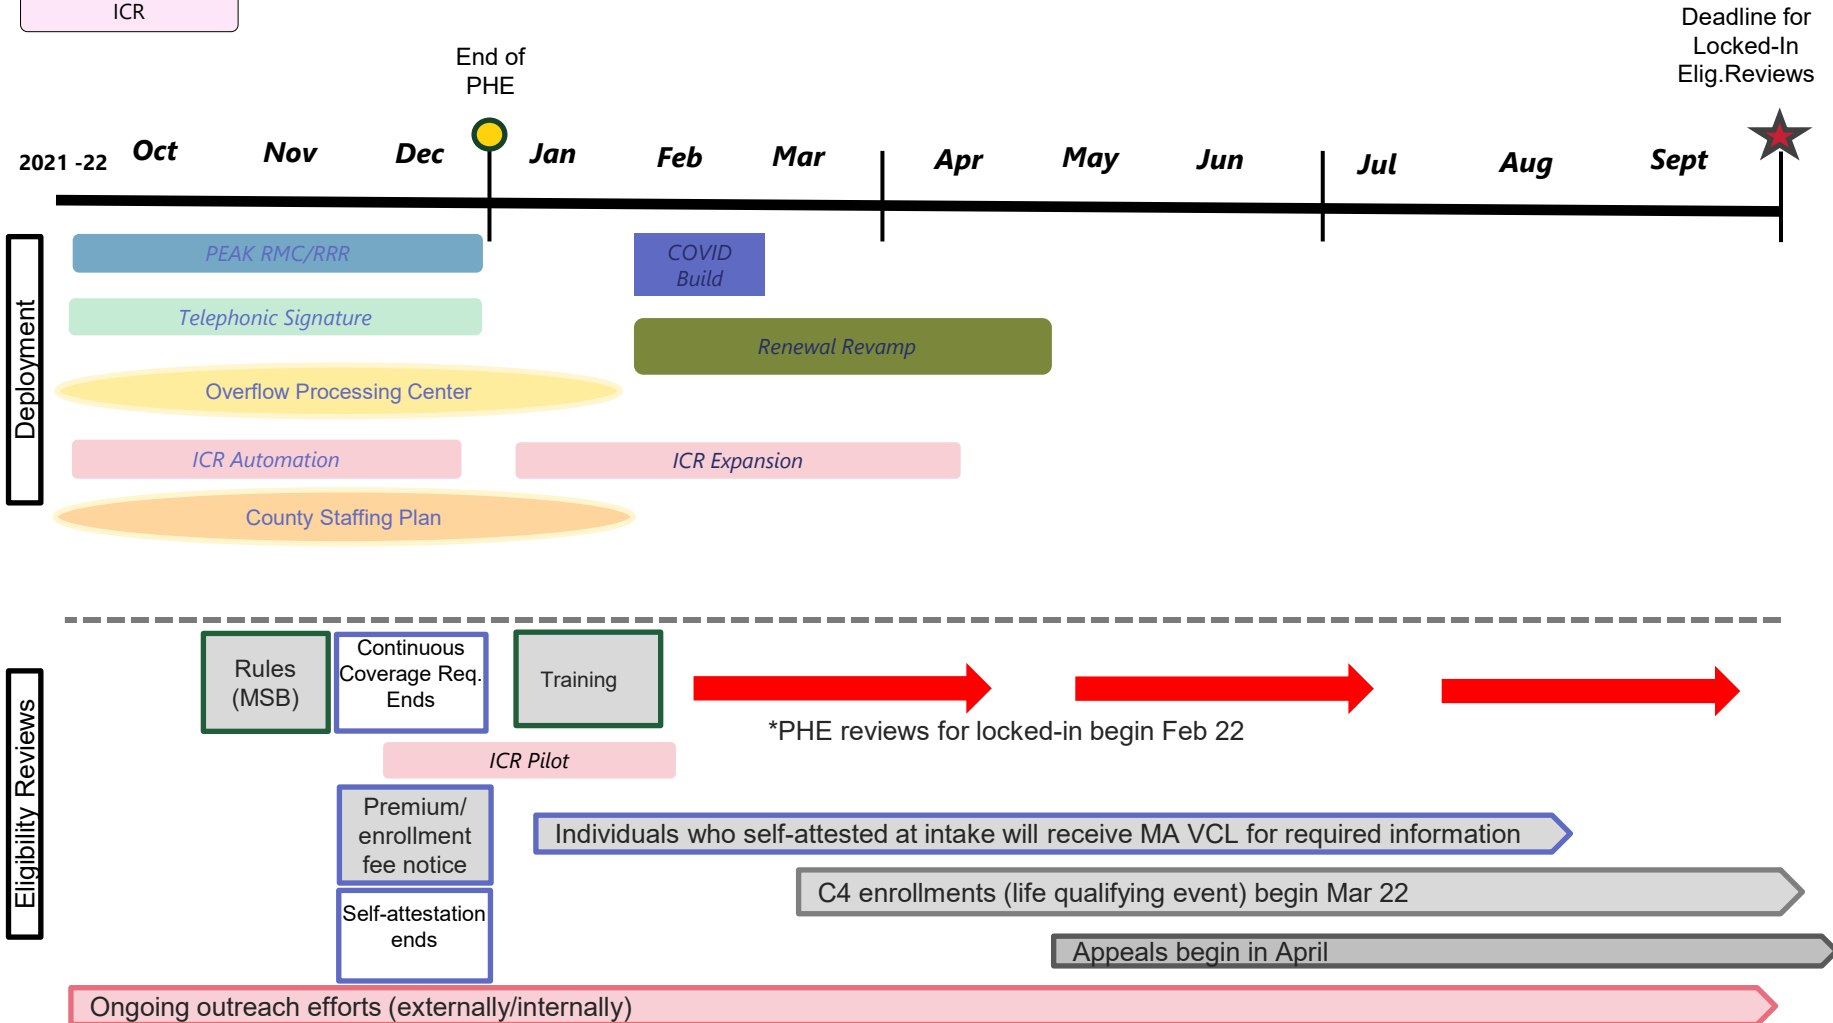 ICR
Deadline for
Locked-In
Elig.Reviews
End of
PHE
2021 -22
Oct
Nov
Dec
Jan
Feb
Mar
Apr
May
Jun
Jul
Aug
Sept
Deployment
PEAK RMC/RRR
COVID
Build
Telephonic Signature
Renewal Revamp
Overflow Processing Center
ICR Automation
ICR Expansion
County Staffing Plan
Eligibility Reviews
Rules
(MSB)
Continuous
Coverage Req.
Ends
Training
*PHE reviews for locked-in begin Feb 22
ICR Pilot
Premium/
enrollment
fee notice
Individuals who self-attested at intake will receive MA VCL for required information
C4 enrollments (life qualifying event) begin Mar 22
Self-attestation
ends
Appeals begin in April
Ongoing outreach efforts (externally/internally)